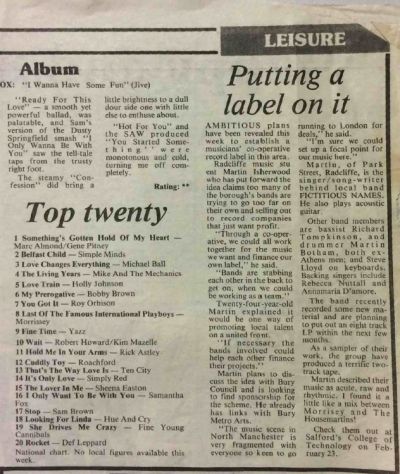 LEISURE
Album
OX: "I Wanna Have Some Fun" (Jive)
"Ready For This
Love" — a smooth yet
powerful ballad, was
palatable, and Sam's
version of the Dusty
Springfield smash "I
Only Wanna Be With
You" saw the tell-tale
taps from the trusty
right foot.
The steamy "Con-
fession" did bring a
little brightness to a dull
dour side one with little
else to enthuse about.
"Hot For You" and
the SAW produced
"You Started Some-
thing" were
monotonous and cold,
turning me off com-
pletely.
Rating: **
Top twenty
1 Something's Gotten Hold Of My Heart —
Marc Almond/Gene Pitney
2 Belfast Child — Simple Minds
3 Love Changes Everything — Michael Ball
4 The Living Years — Mike And The Mechanics
5 Love Train — Holly Johnson
6 My Prerogative — Bobby Brown
7 You Got It — Roy Orbison
8 Last Of The Famous International Playboys —
Morrissey
9 Fine Time — Yazz
10 Wait — Robert Howard/Kim Mazelle
11 Hold Me In Your Arms — Rick Astley
12 Cuddly Toy — Roachford
13 That's The Way Love Is — Ten City
14 It's Only Love — Simply Red
15 The Lover In Me — Sheena Easton
16 I Only Want To Be With You — Samantha
Fox
17 Stop — Sam Brown
18 Looking For Linda — Hue And Cry
19 She Drives Me Crazy — Fine Young
Cannibals
20 Rocket — Def Leppard
National chart. No local figures available this
week.
Putting a
label on it
AMBITIOUS plans
have been revealed this
week to establish a
musicians' co-operative
record label in this area.
Radcliffe music stu
dent Martin Isherwood
who has put forward the
idea claims too many of
the borough's bands are
trying to go too far on
their own and selling out
to record companies
that just want profit.
"Through a co-oper-
ative, we could all work
together for the music
we want and finance our
own label," he said.
"Bands are stabbing
each other in the back to
get on, when we could
be working as a team."
Twenty-four-year-old
Martin explained it
would be one way of
promoting local talent
on a united front.
"If necessary the
bands involved could
help each other finance
their projects."
Martin plans to
discuss the idea with Bury
Council and is looking
to find sponsorship for
the scheme. He already
has links with Bury
Metro Arts.
"The music scene in
North Manchester is
very fragmented with
everyone so keen to go
running to London for
deals," he said.
"I'm sure we could
set up a focal point for
our music here."
Martin, of Park
Street, Radcliffe, is the
singer/song-writer
behind local band
FICTITIOUS NAMES.
He also plays acoustic
guitar.
Other band members
are bassist Richard
Tompkinson, and
drummer Martin
Botham, both ex-
Athens men; and Steve
Lloyd on keyboards.
Backing singers include
Rebecca Nuttall and
Annamaria D'amore.
The band recently
recorded some new ma-
terial and are planning
to put out an eight track
E.P. within the next few
months.
As a sampler of their
work, the group have
produced a terrific two-
track tape.
Martin described their
music as acute, raw and
rhythmic. I found it a
little like a mix between
Morrissey and The
Housemartins!
Check them out at
Salford's College of
Technology on Feb-
ruary 23.